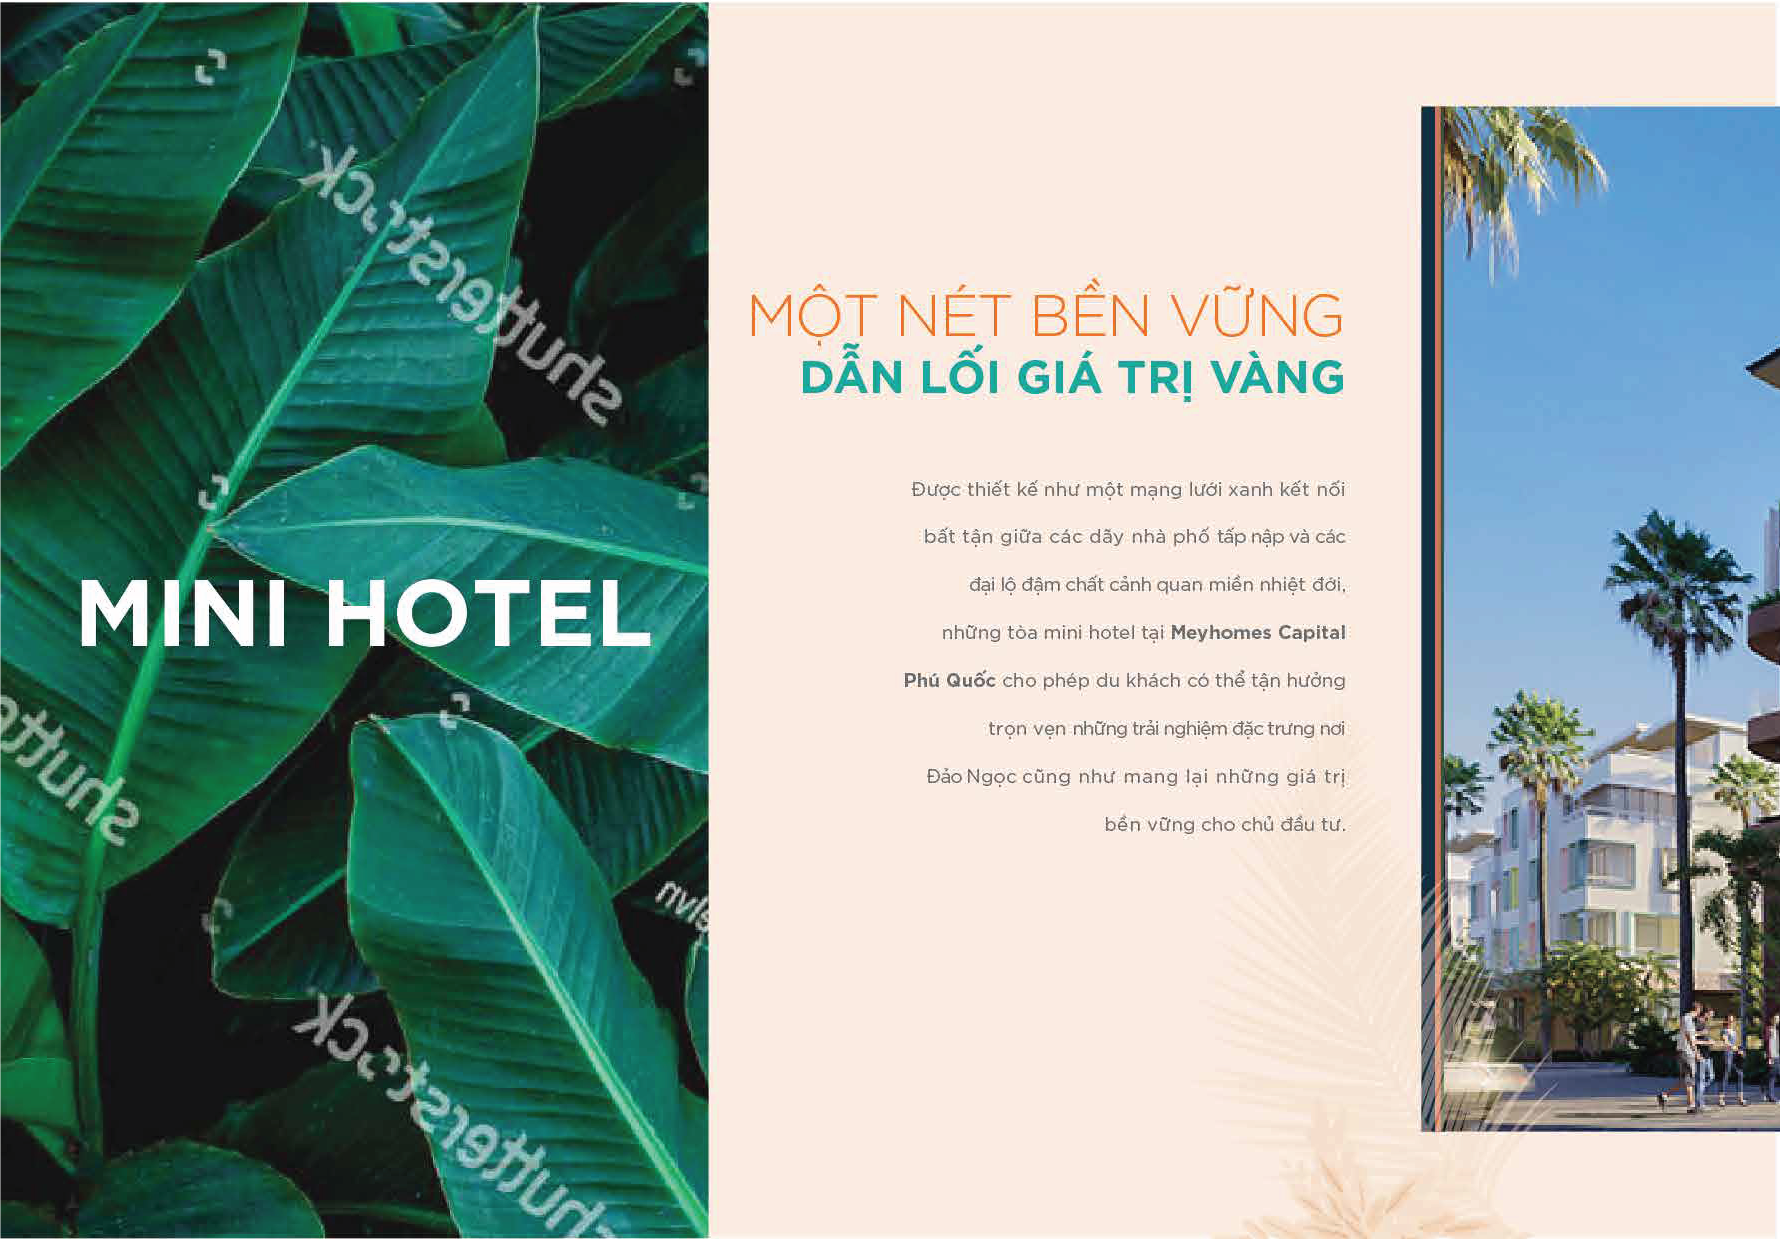 MINI HOTEL
MỘT NÉT BỀN VỮNG
DẪN LỐI GIÁ TRỊ VÀNG
Được thiết kế như một mạng lưới xanh kết nối
bất tận giữa các dãy nhà phố tấp nập và các
đại lộ đậm chất cảnh quan miền nhiệt đới,
những tòa mini hotel tại Meyhomes Capital
Phú Quốc cho phép du khách có thể tận hưởng
trọn vẹn những trải nghiệm đặc trưng nơi
Đảo Ngọc cũng như mang lại những giá trị
bền vững cho chủ đầu tư.
shutterstock
shutte
shutterstock